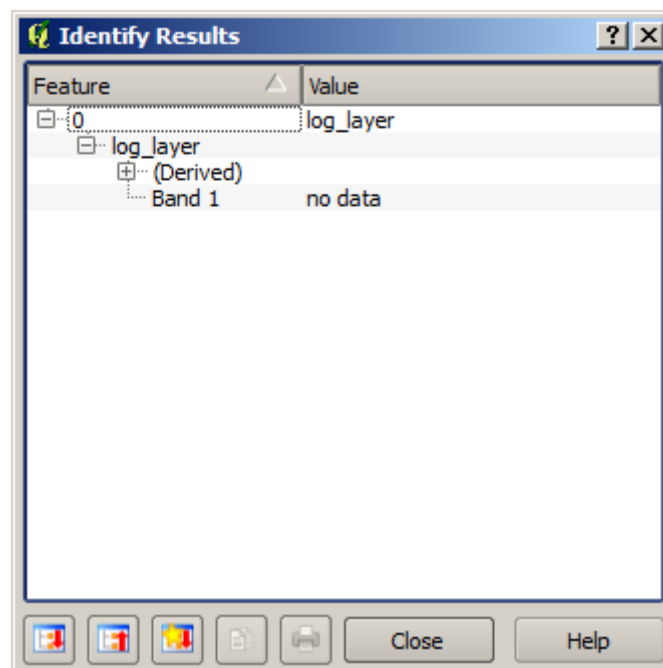 Identify Results
Feature Value
0 log_layer
log_layer
(Derived)
Band 1 no data
Close Help